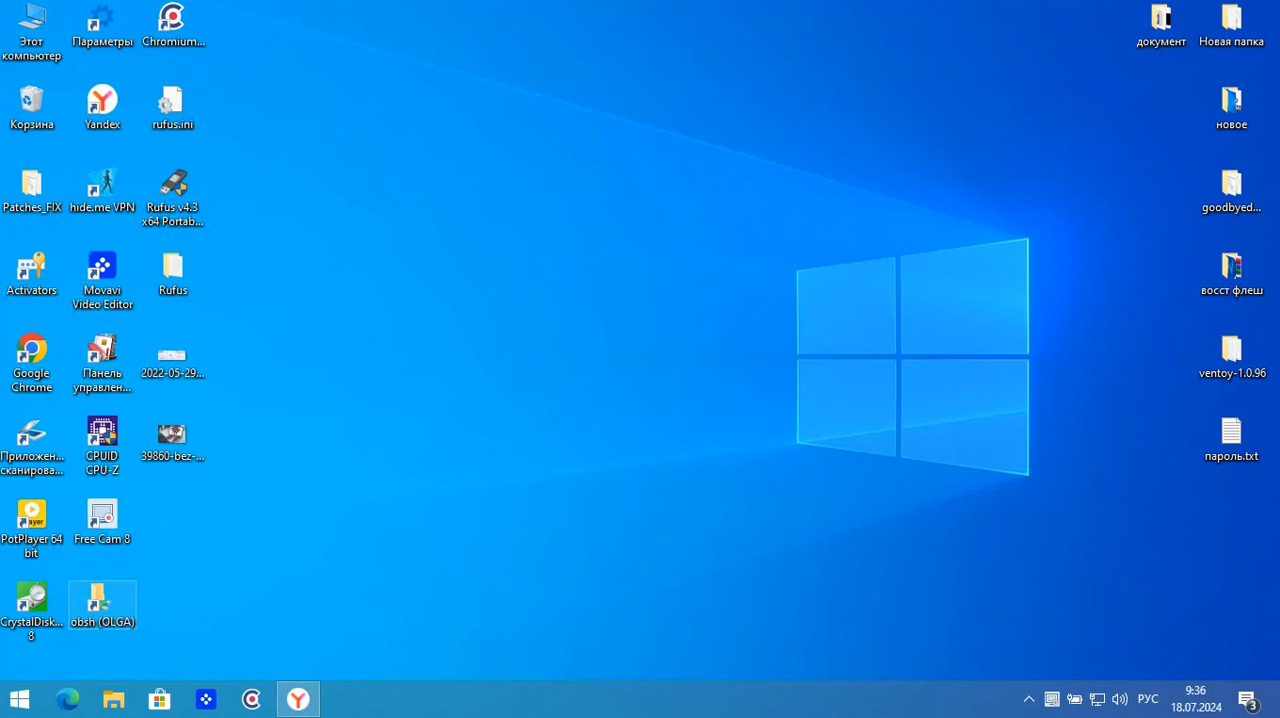 Этот
компьютер
Параметры
Chromium...
Корзина
Yandex
rufus.ini
Patches_FIX
hide.me VPN
Rufus v4.3
x64 Portab...
Activators
Movavi
Video Editor
Rufus
Google
Chrome
Панель
управлен...
2022-05-29...
Приложен...
сканирова...
CPUID
CPU-Z
39860-bez-...
PotPlayer 64
bit
Free Cam 8
CrystalDisk...
8
obsh (OLGA)
документ
Новая папка
новое
goodbyed...
восст флеш
ventoy-1.0.96
пароль.txt
РУС
9:36
18.07.2024
3